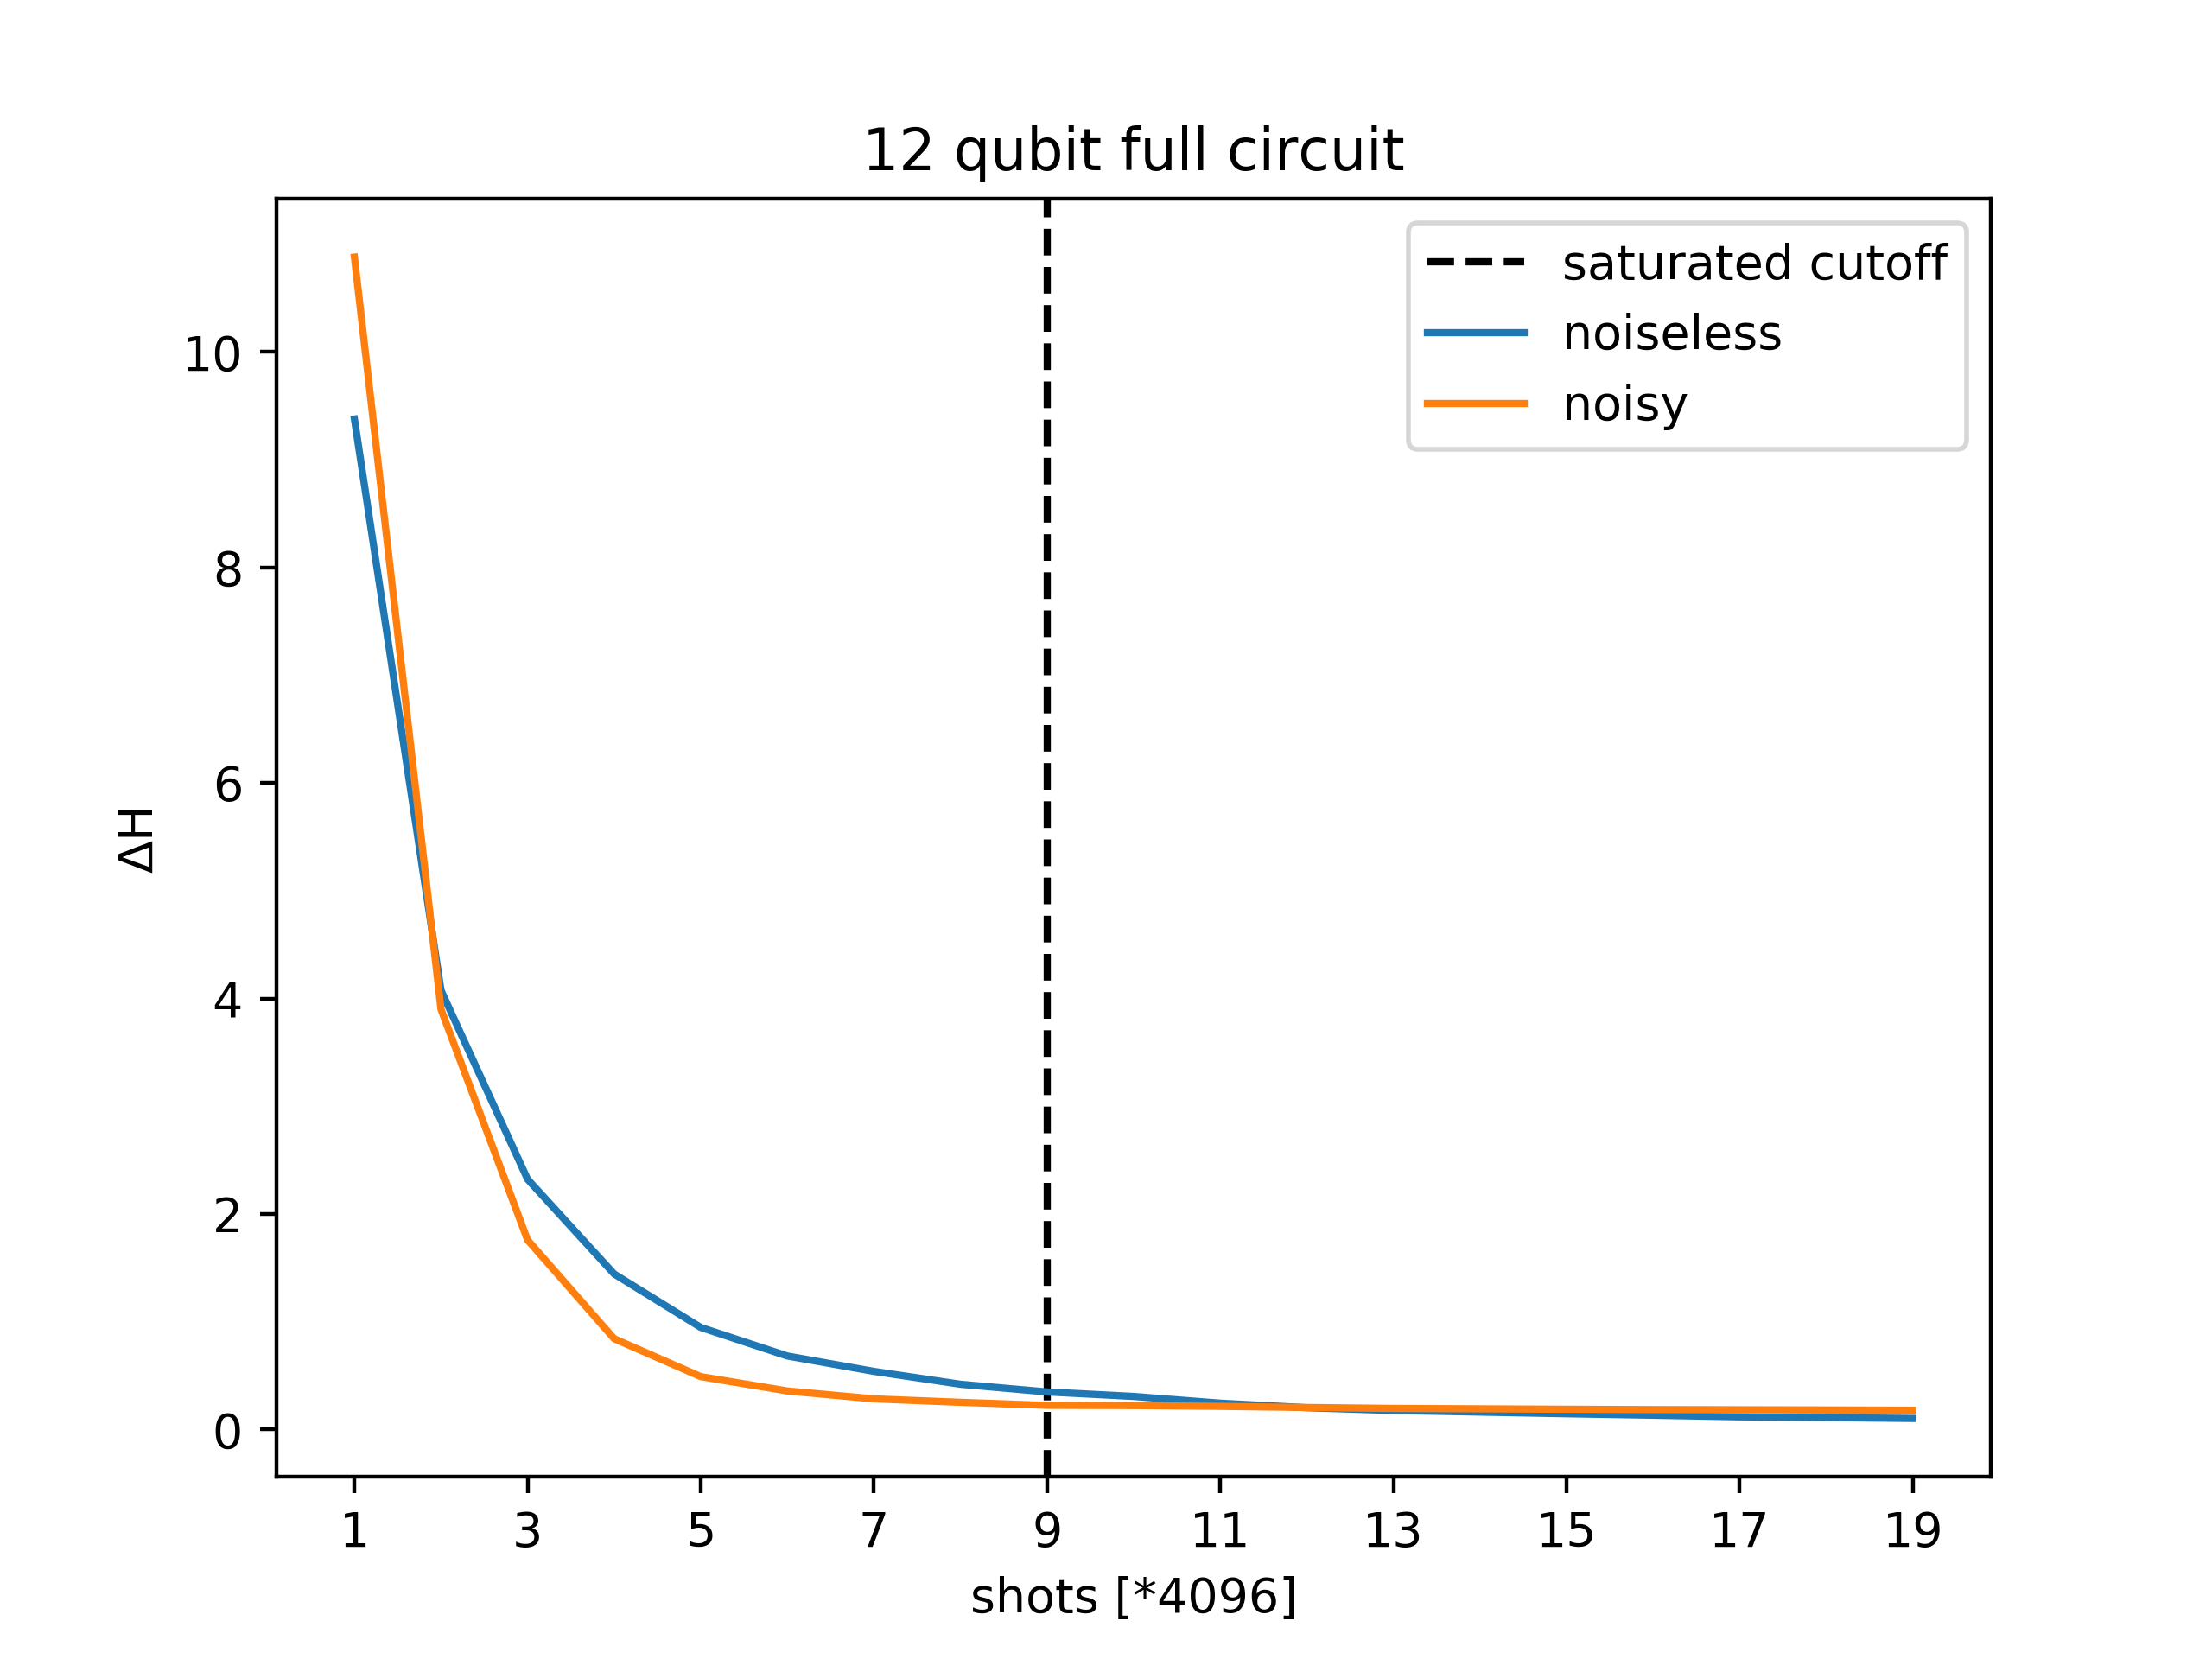 12 qubit full circuit
saturated cutoff
noiseless
noisy
10
8
6
4
2
0
ΔH
1 3 5 7 9 11 13 15 17 19
shots [*4096]